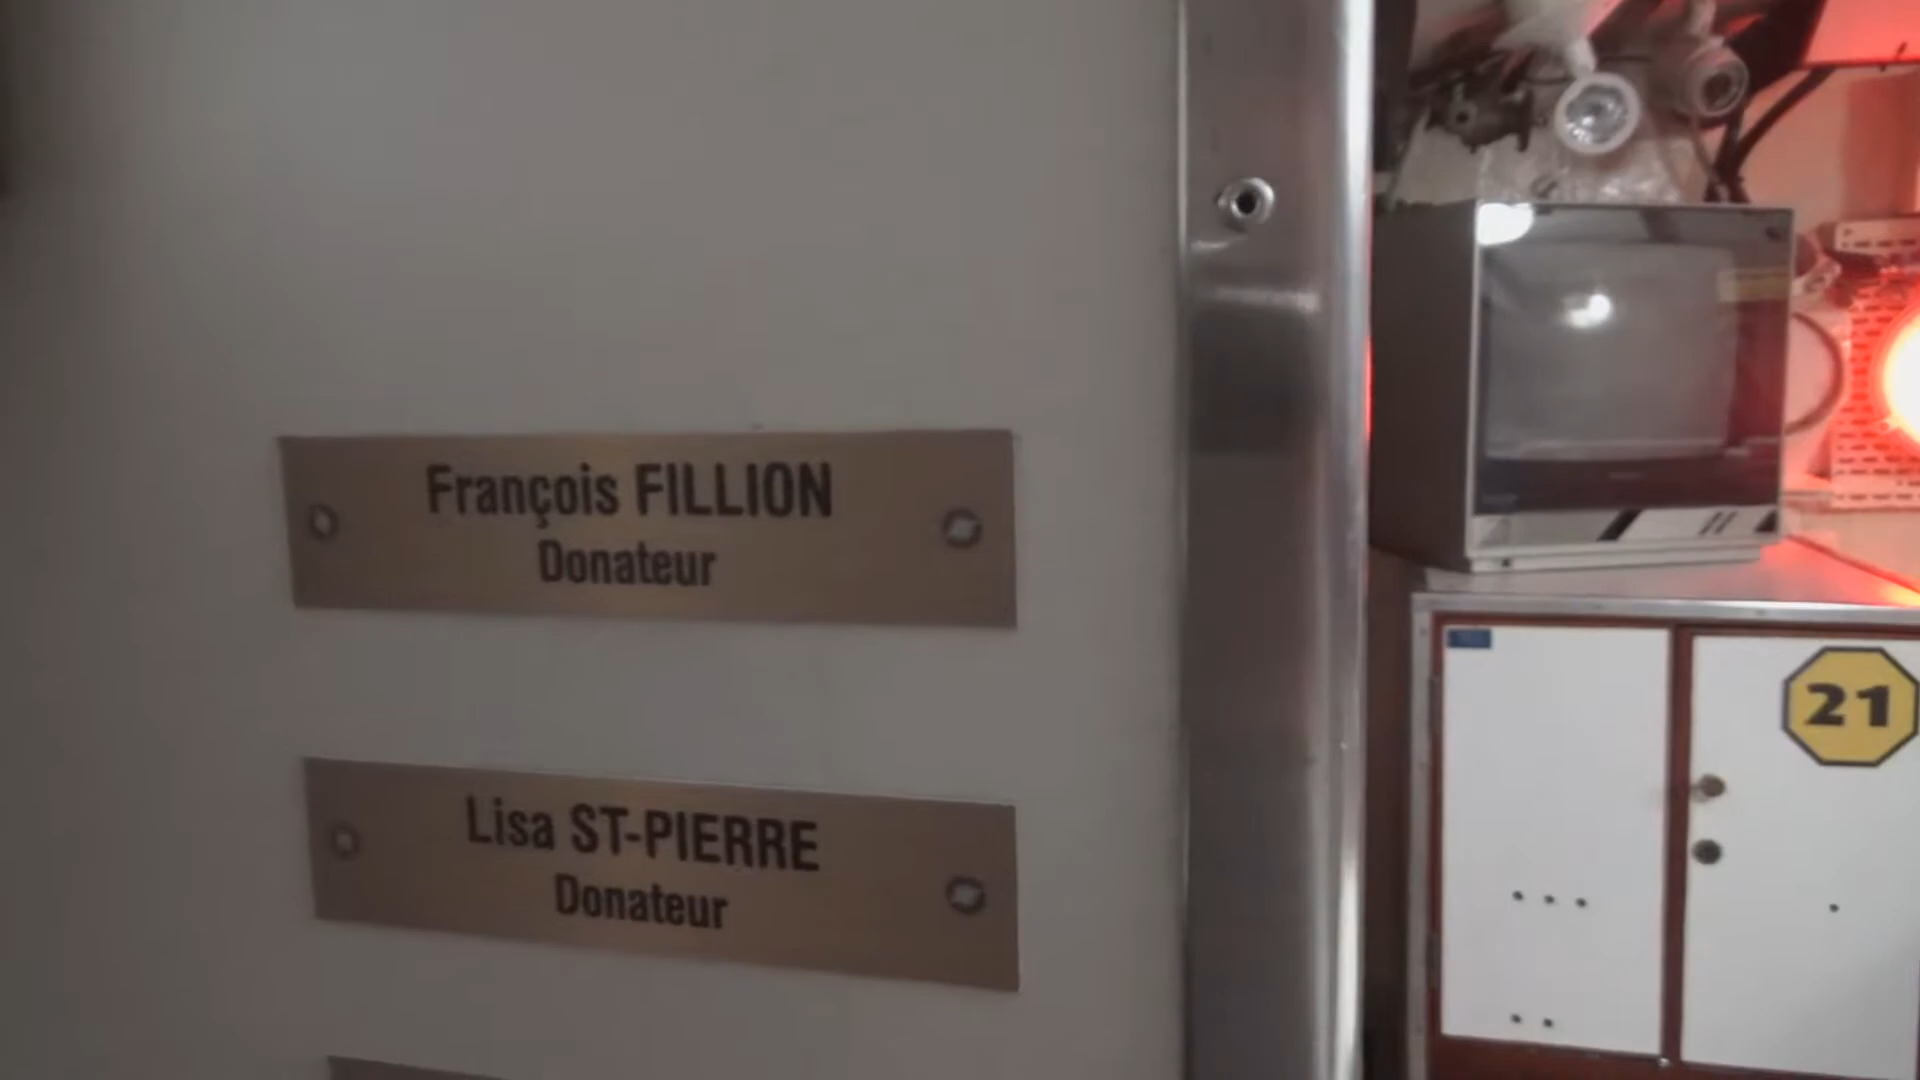 François FILLION
Donateur
Lisa ST-PIERRE
Donateur
21